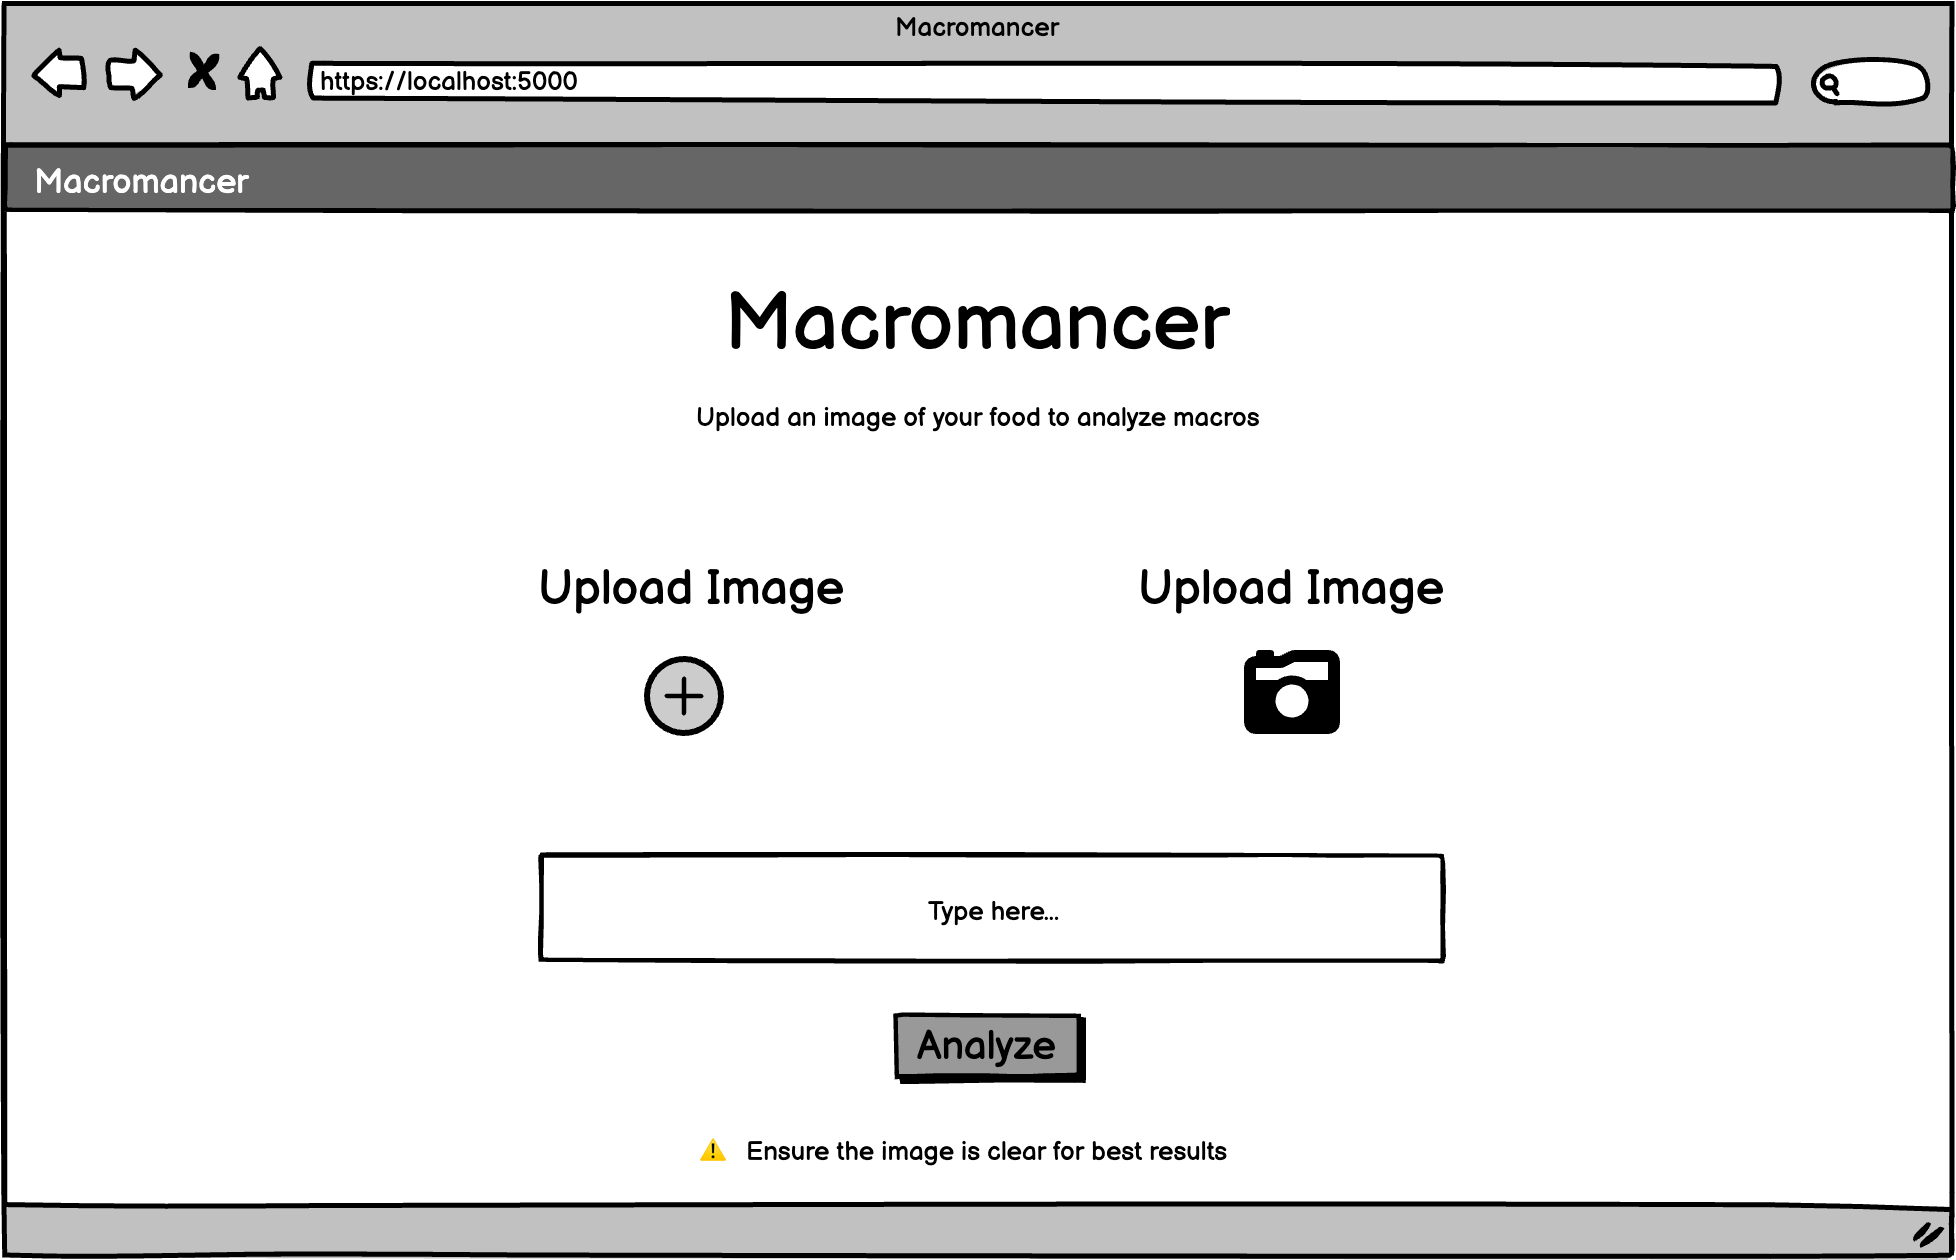 Macromancer
https://localhost:5000
Macromancer
Macromancer
Upload an image of your food to analyze macros
Upload Image
Upload Image
Type here...
Analyze
⚠️ Ensure the image is clear for best results